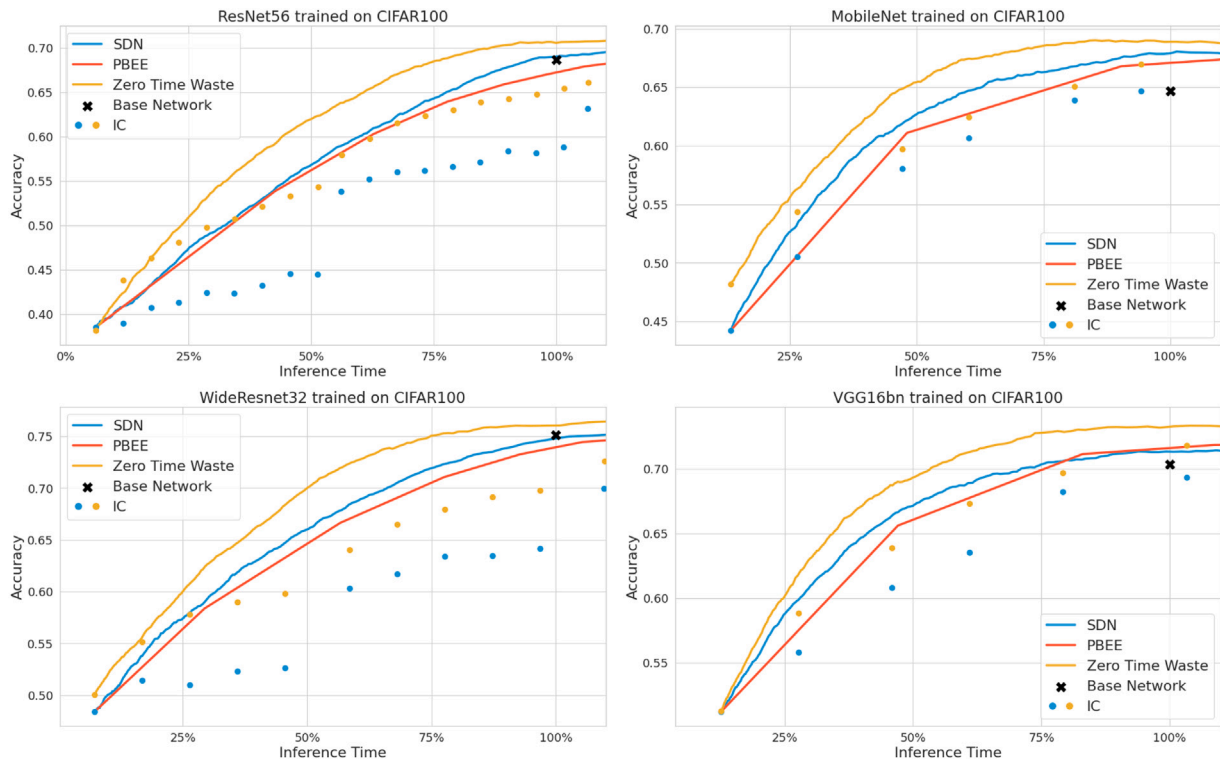 ResNet56 trained on CIFAR100
SDN
PBEE
Zero Time Waste
Base Network
IC
Accuracy
0.70
0.65
0.60
0.55
0.50
0.45
0.40
0% 25% 50% 75% 100%
Inference Time
MobileNet trained on CIFAR100
SDN
PBEE
Zero Time Waste
Base Network
IC
Accuracy
0.70
0.65
0.60
0.55
0.50
0.45
25% 50% 75% 100%
Inference Time
WideResnet32 trained on CIFAR100
SDN
PBEE
Zero Time Waste
Base Network
IC
Accuracy
0.75
0.70
0.65
0.60
0.55
0.50
25% 50% 75% 100%
Inference Time
VGG16bn trained on CIFAR100
SDN
PBEE
Zero Time Waste
Base Network
IC
Accuracy
0.70
0.65
0.60
0.55
25% 50% 75% 100%
Inference Time